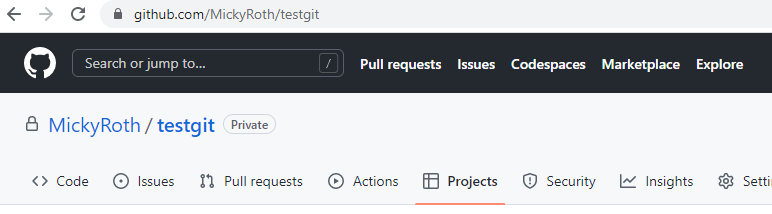 github.com/MickyRoth/testgit
Search or jump to... / Pull requests Issues Codespaces Marketplace Explore
MickyRoth / testgit Private
Code Issues Pull requests Actions Projects Security Insights Setti